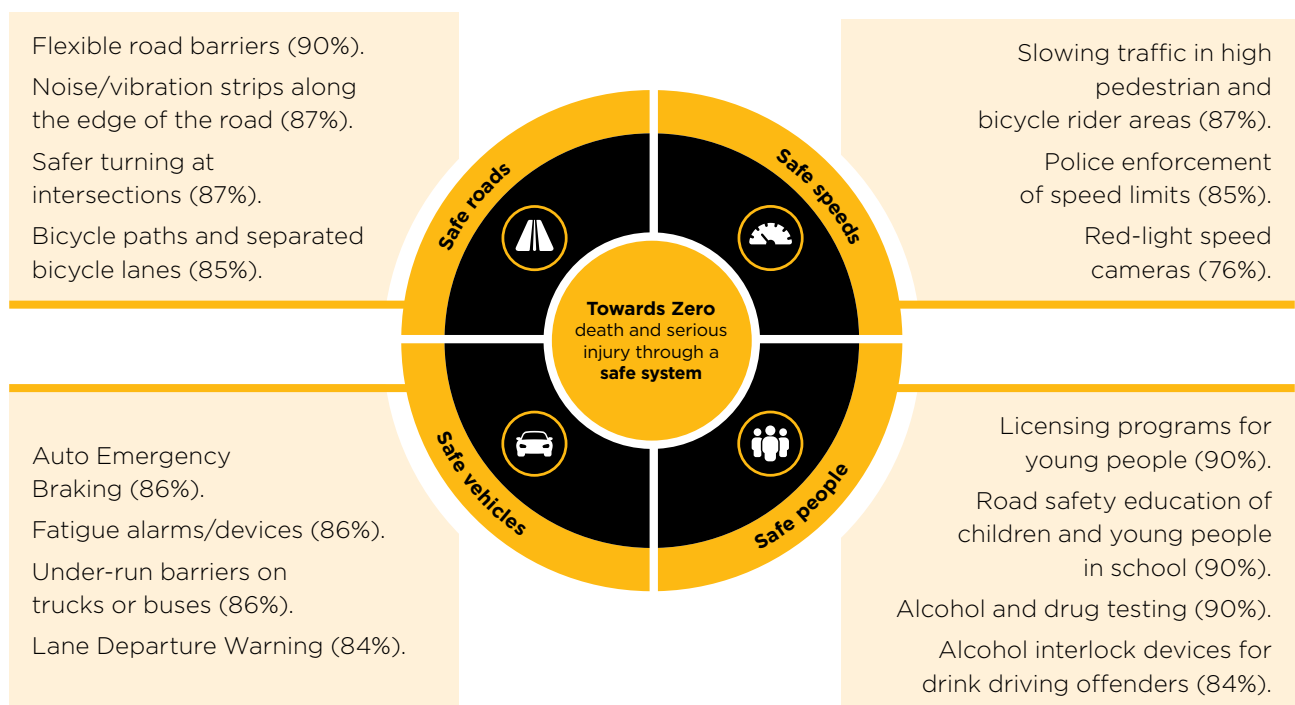 Flexible road barriers (90%).
Noise/vibration strips along
the edge of the road (87%).
Safer turning at
intersections (87%).
Bicycle paths and separated
bicycle lanes (85%).
Slowing traffic in high
pedestrian and
bicycle rider areas (87%).
Police enforcement
of speed limits (85%).
Red-light speed
cameras (76%).
Safe roads
Safe speeds
Towards Zero
death and serious
injury through a
safe system
Safe vehicles
Safe people
Auto Emergency
Braking (86%).
Fatigue alarms/devices (86%).
Under-run barriers on
trucks or buses (86%).
Lane Departure Warning (84%).
Licensing programs for
young people (90%).
Road safety education of
children and young people
in school (90%).
Alcohol and drug testing (90%).
Alcohol interlock devices for
drink driving offenders (84%).